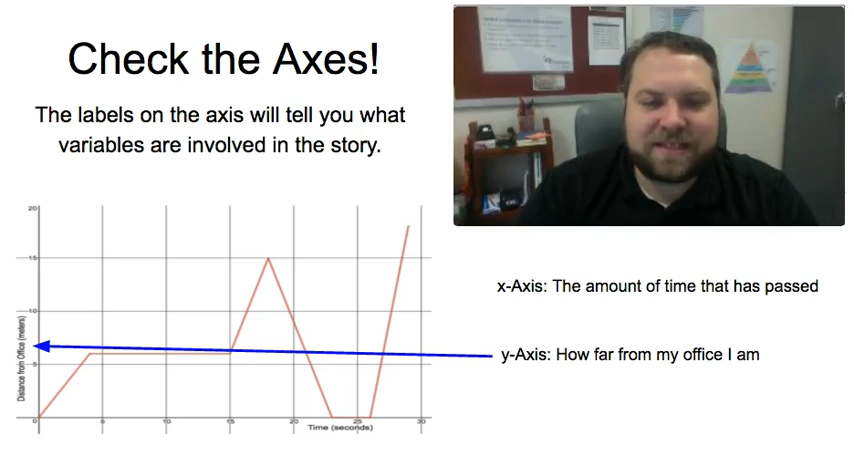 Check the Axes!
The labels on the axis will tell you what
variables are involved in the story.
20
15
10
5
Distance from Office (meters)
0
5
10
15
20
25
30
Time (seconds)
x-Axis: The amount of time that has passed
y-Axis: How far from my office I am